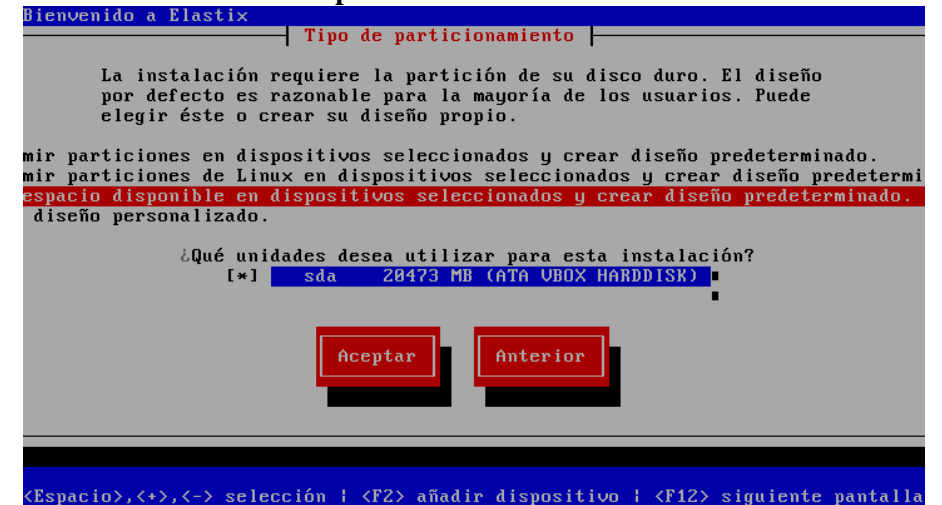 Bienvenido a Elastix
Tipo de particionamiento
La instalación requiere la partición de su disco duro. El diseño
por defecto es razonable para la mayoría de los usuarios. Puede
elegir éste o crear su diseño propio.
mir particiones en dispositivos seleccionados y crear diseño predeterminado.
mir particiones de Linux en dispositivos seleccionados y crear diseño predetermi
espacio disponible en dispositivos seleccionados y crear diseño predeterminado.
diseño personalizado.
¿Qué unidades desea utilizar para esta instalación?
[*] sda 20473 MB (ATA VBOX HARDDISK)
Aceptar Anterior
<Espacio>,<+>,<-> selección | <F2> añadir dispositivo | <F12> siguiente pantalla